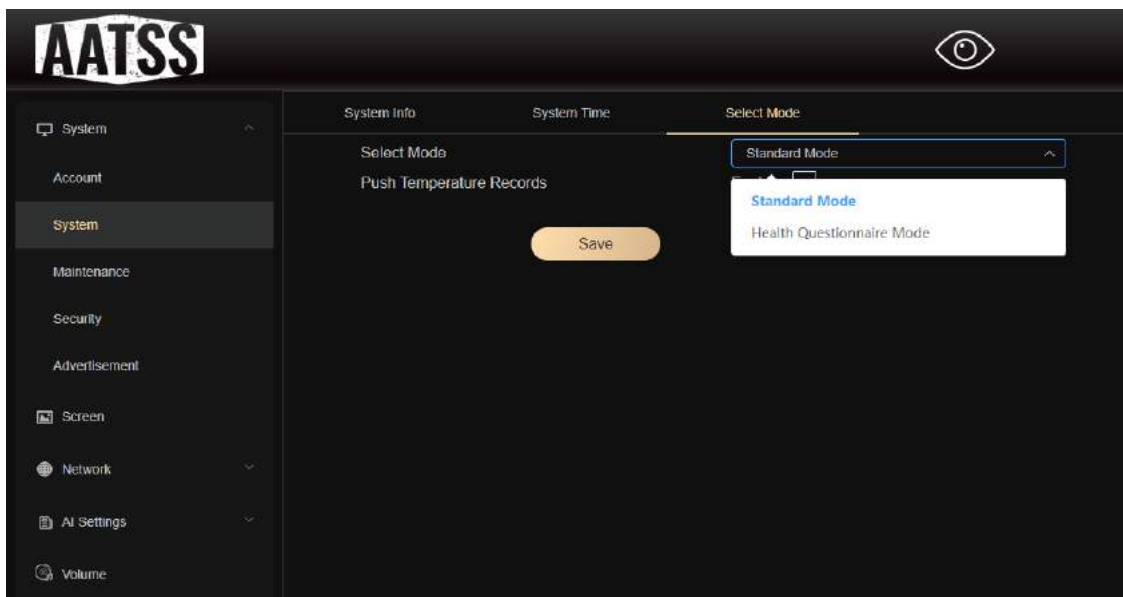 AATSS
System Info System Time Select Mode
System
Select Mode Standard Mode
Account
Push Temperature Records
Standard Mode
System
Save
Health Questionnaire Mode
Maintenance
Security
Advertisement
Screen
Network
AI Settings
Volume